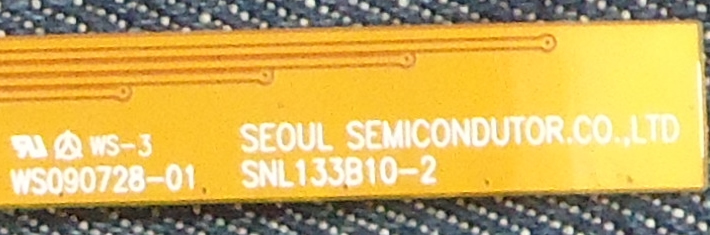 WS-3 SEOUL SEMICONDUTOR.CO.,LTD
WS090728-01 SNL133B10-2